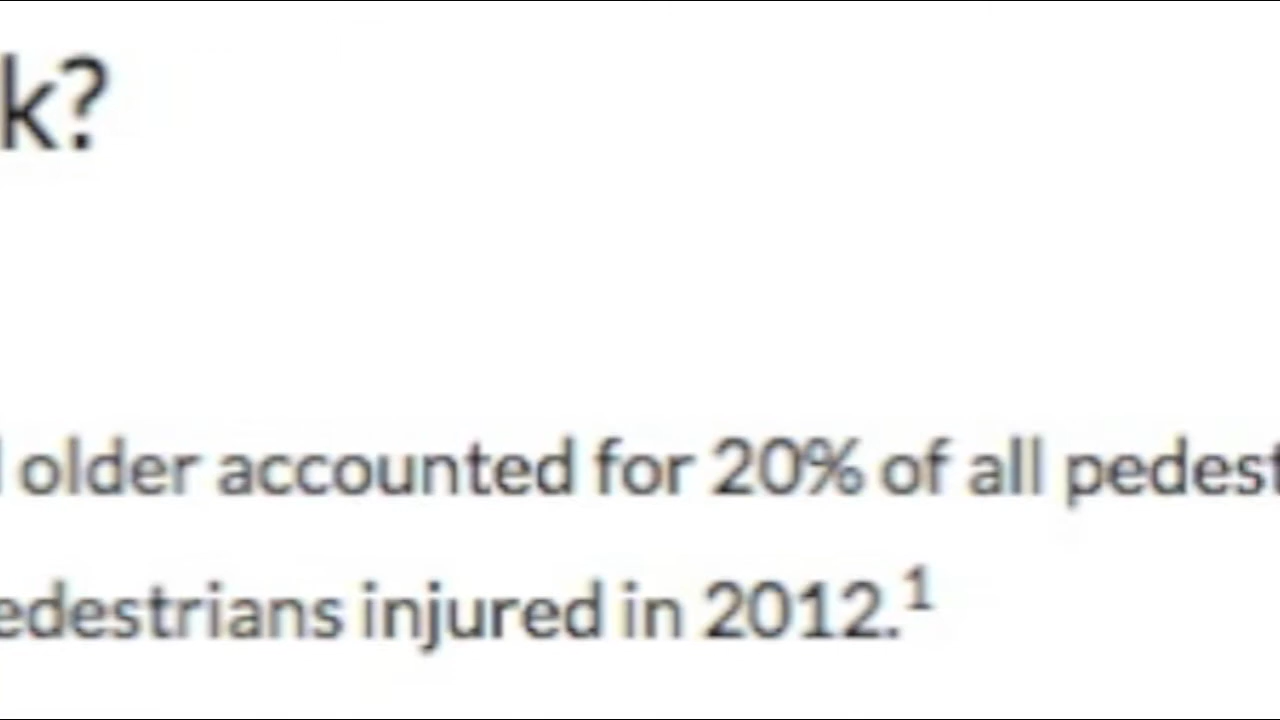 k?
older accounted for 20% of all pedest
edestrians injured in 2012.1